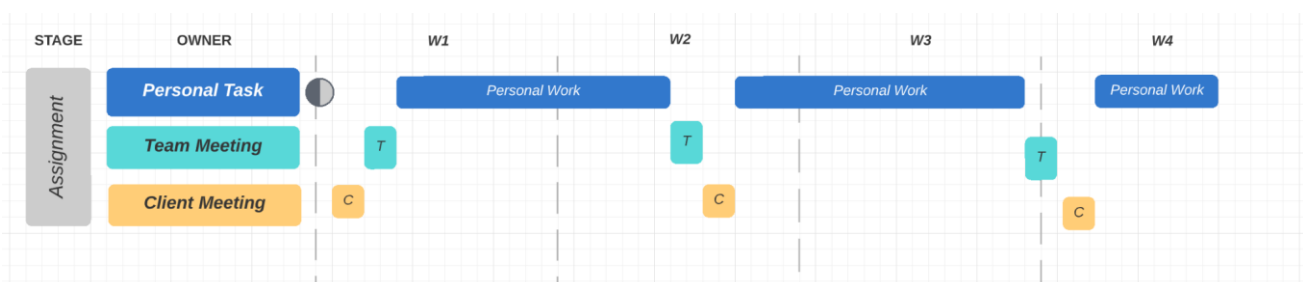 STAGE OWNER W1 W2 W3 W4
Assignment
Personal Task Personal Work Personal Work Personal Work
Team Meeting T T T
Client Meeting C C C